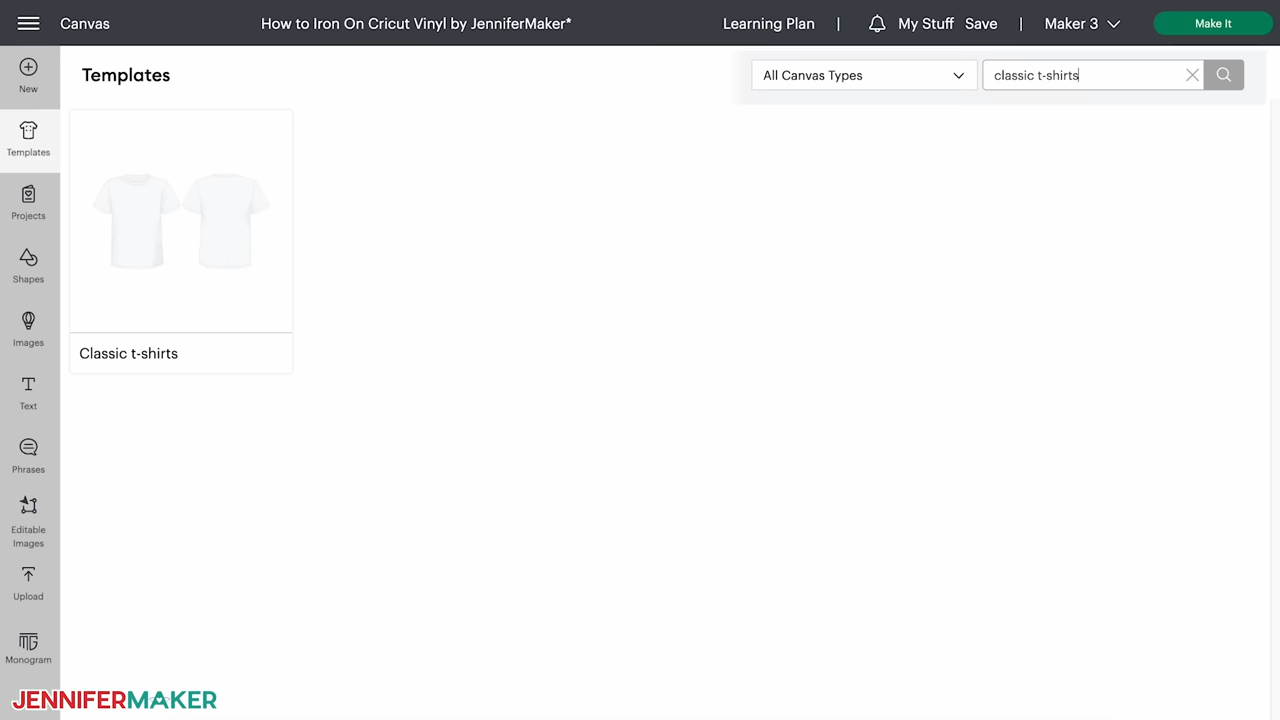 Canvas
How to Iron On Cricut Vinyl by JenniferMaker*
Learning Plan | My Stuff Save | Maker 3
Make It
New
Templates
Projects
Shapes
Images
Text
Phrases
Editable
Images
Upload
Monogram
Templates
All Canvas Types
classic t-shirts
Classic t-shirts
JENNIFERMAKER